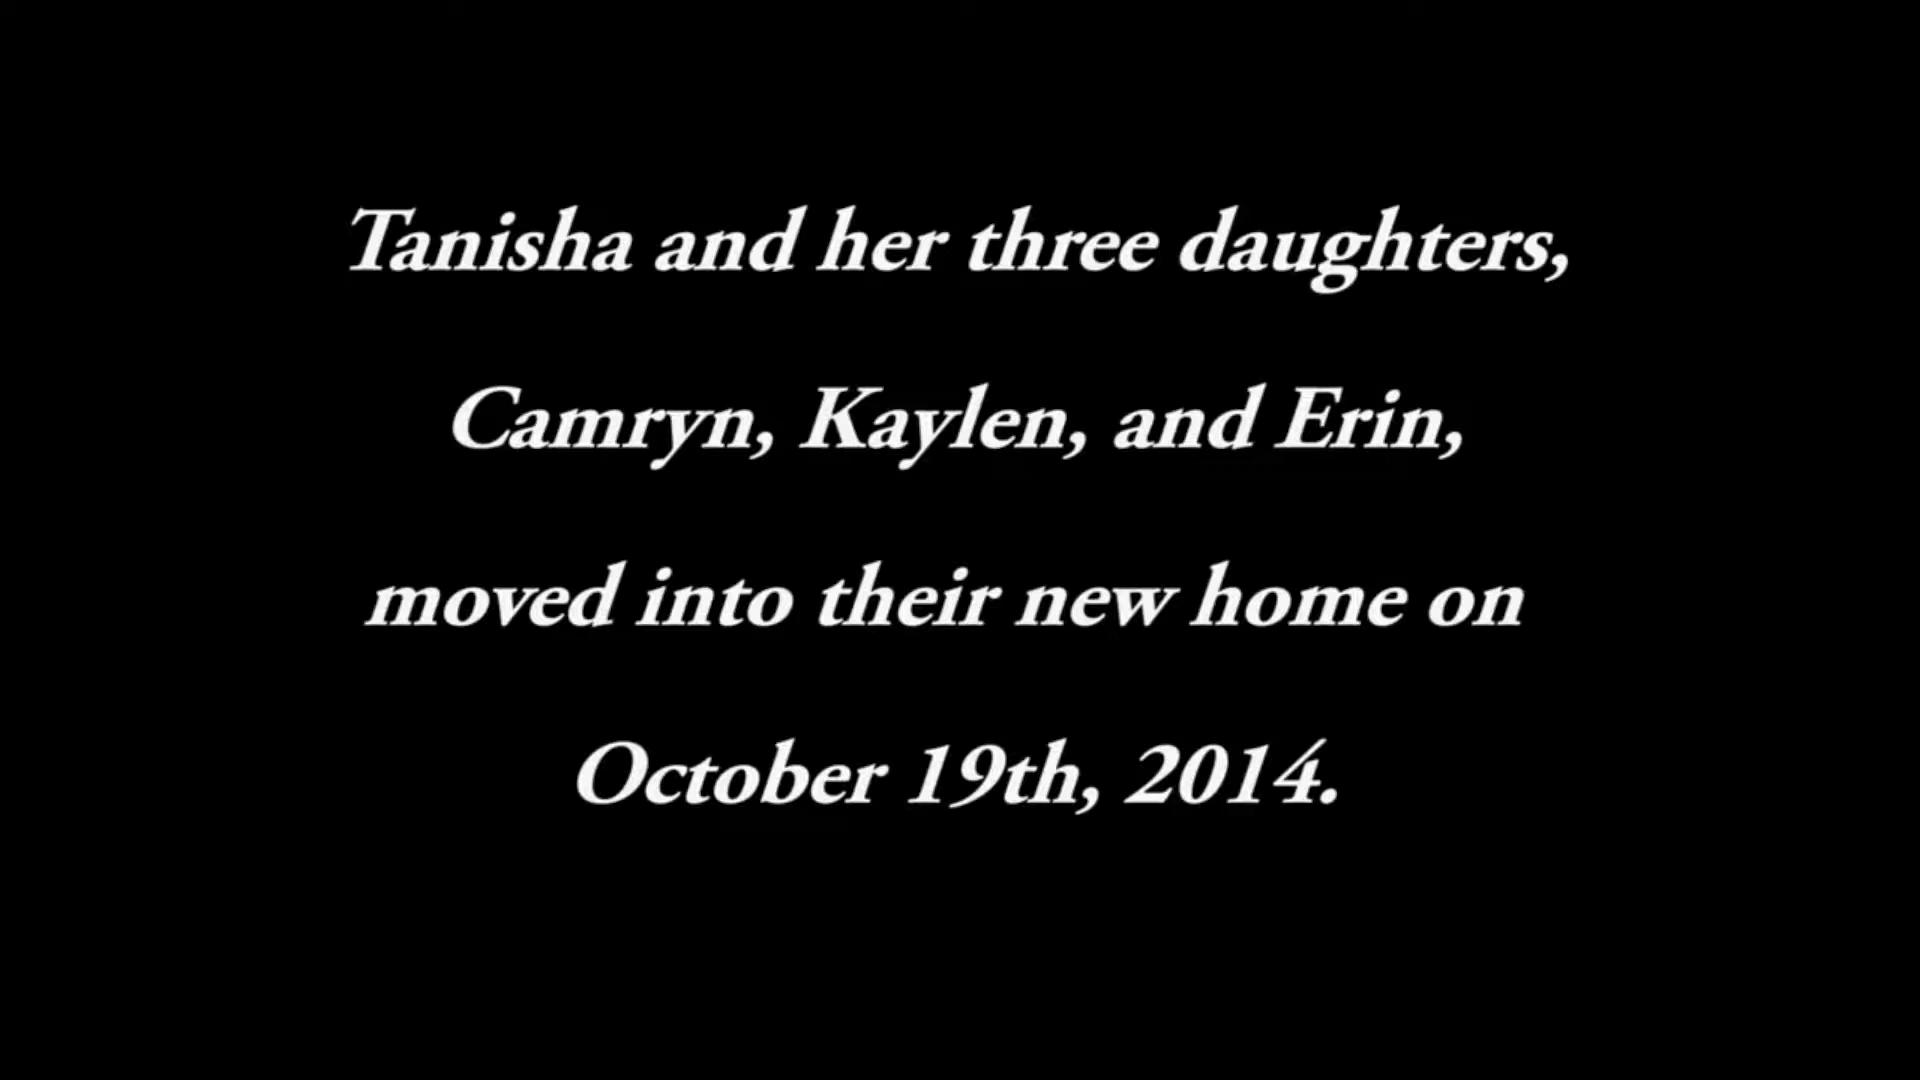 Tanisha and her three daughters,
Camryn, Kaylen, and Erin,
moved into their new home on
October 19th, 2014.